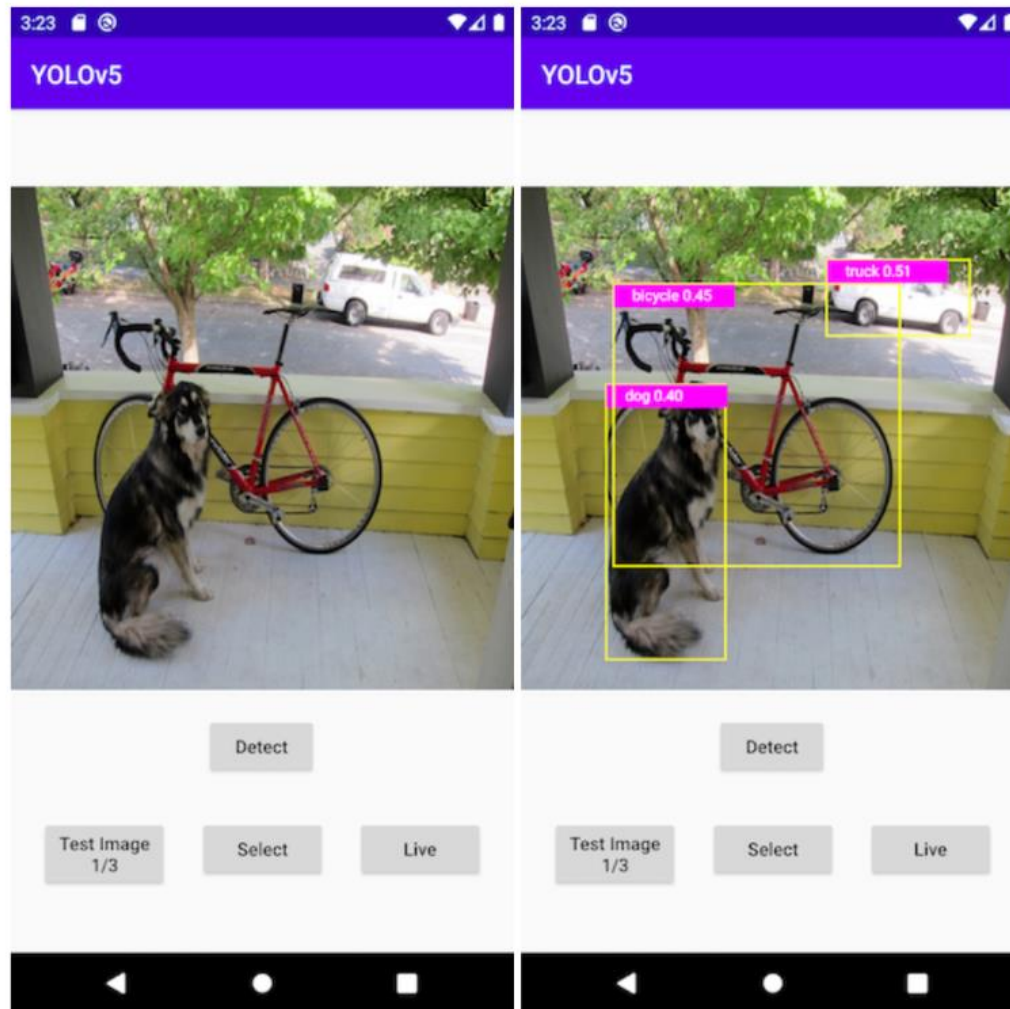 3:23
YOLOv5
Detect
Test Image
1/3
Select
Live
3:23
YOLOv5
truck 0.51
bicycle 0.45
dog 0.40
Detect
Test Image
1/3
Select
Live